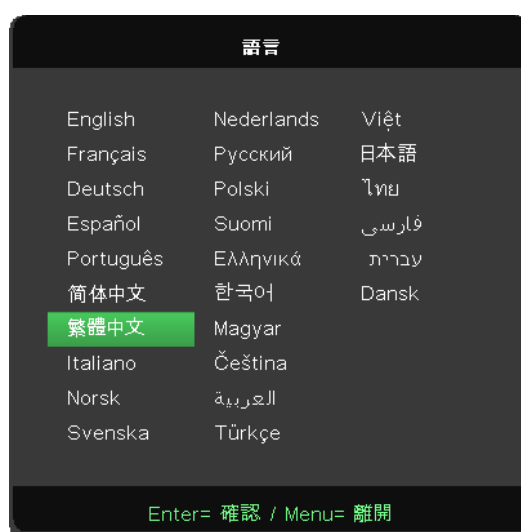 語言
English
Français
Deutsch
Español
Português
简体中文
繁體中文
Italiano
Norsk
Svenska
Nederlands
Русский
Polski
Suomi
Ελληνικά
한국어
Magyar
Čeština
العربية
Türkçe
Việt
日本語
ไทย
فارسی
עברית
Dansk
Enter= 確認 / Menu= 離開